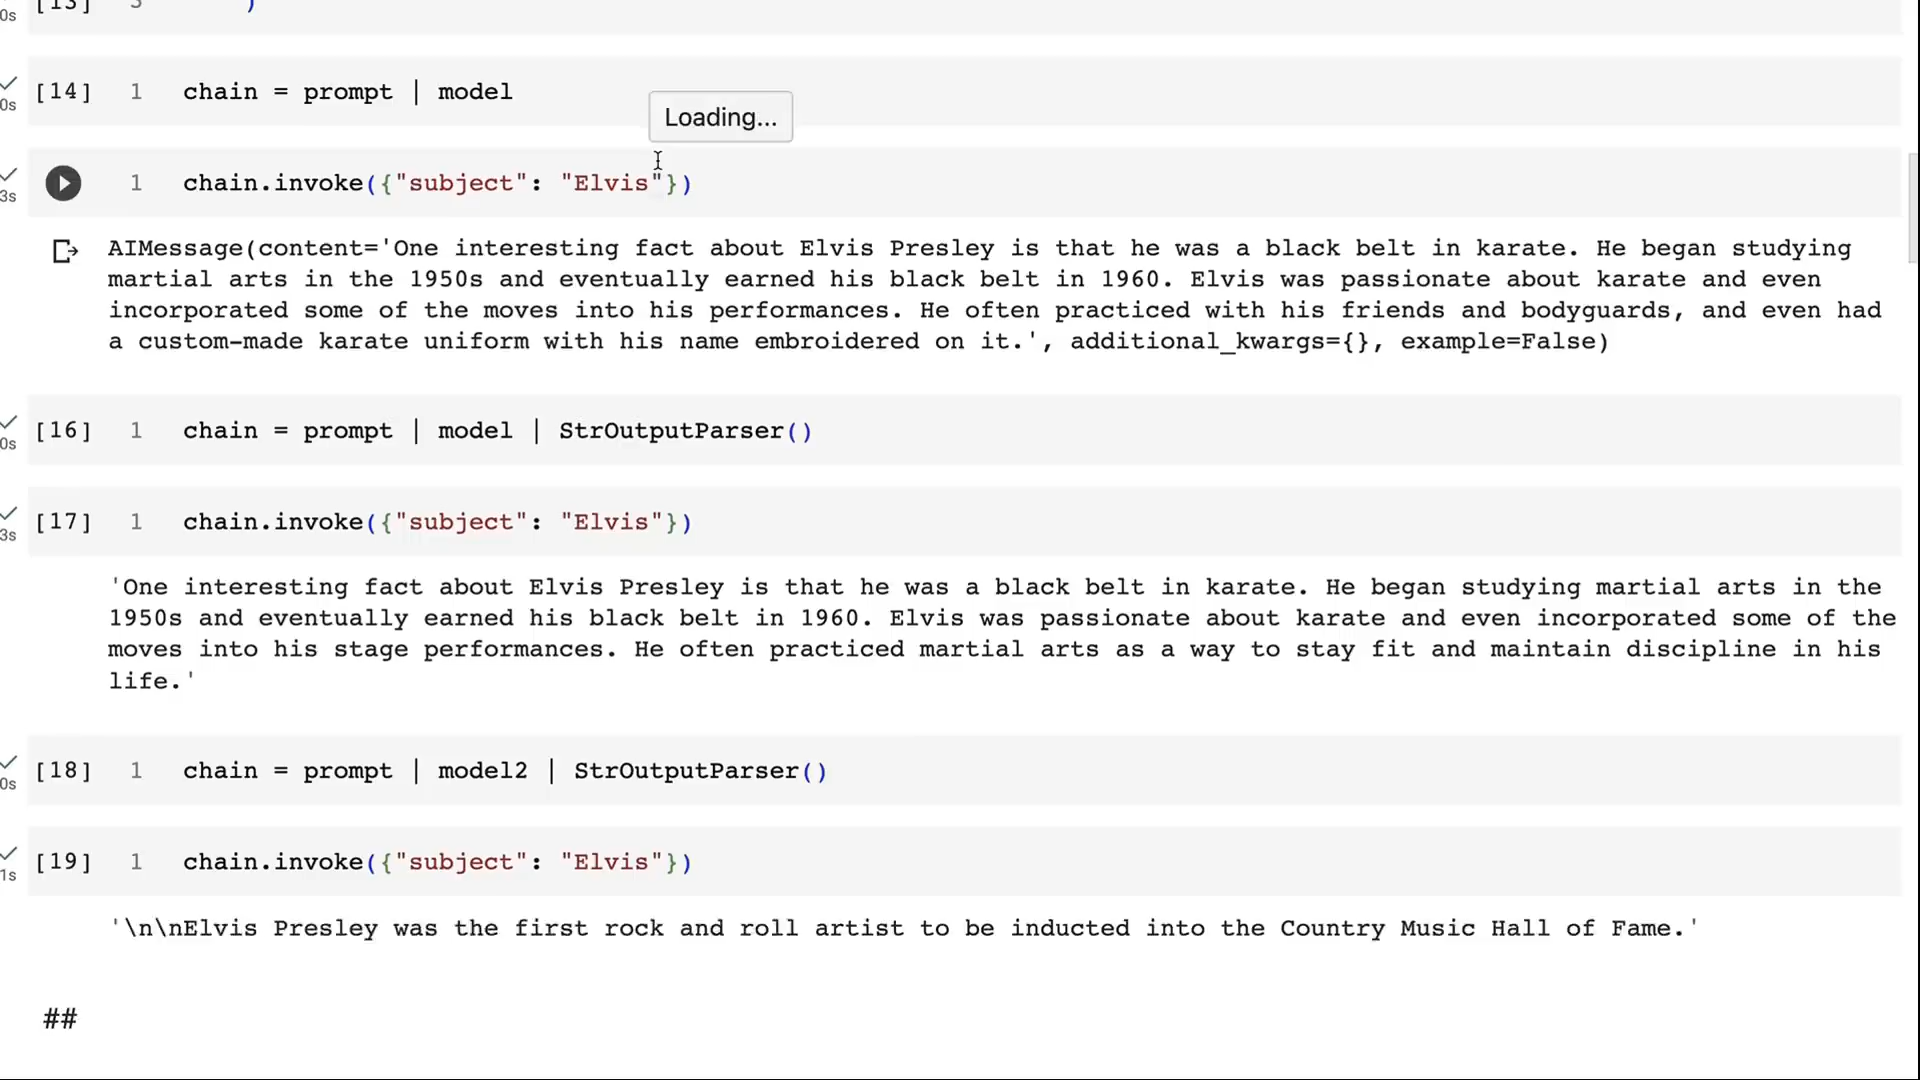 0s [13] 3 )
[14] 1 chain = prompt | model
0s
Loading...
1 chain.invoke({"subject": "Elvis"})
3s
AIMessage(content='One interesting fact about Elvis Presley is that he was a black belt in karate. He began studying
martial arts in the 1950s and eventually earned his black belt in 1960. Elvis was passionate about karate and even
incorporated some of the moves into his performances. He often practiced with his friends and bodyguards, and even had
a custom-made karate uniform with his name embroidered on it.', additional_kwargs={}, example=False)
[16] 1 chain = prompt | model | StrOutputParser()
0s
[17] 1 chain.invoke({"subject": "Elvis"})
3s
'One interesting fact about Elvis Presley is that he was a black belt in karate. He began studying martial arts in the
1950s and eventually earned his black belt in 1960. Elvis was passionate about karate and even incorporated some of the
moves into his stage performances. He often practiced martial arts as a way to stay fit and maintain discipline in his
life.'
[18] 1 chain = prompt | model2 | StrOutputParser()
0s
[19] 1 chain.invoke({"subject": "Elvis"})
1s
'\n\nElvis Presley was the first rock and roll artist to be inducted into the Country Music Hall of Fame.'
##